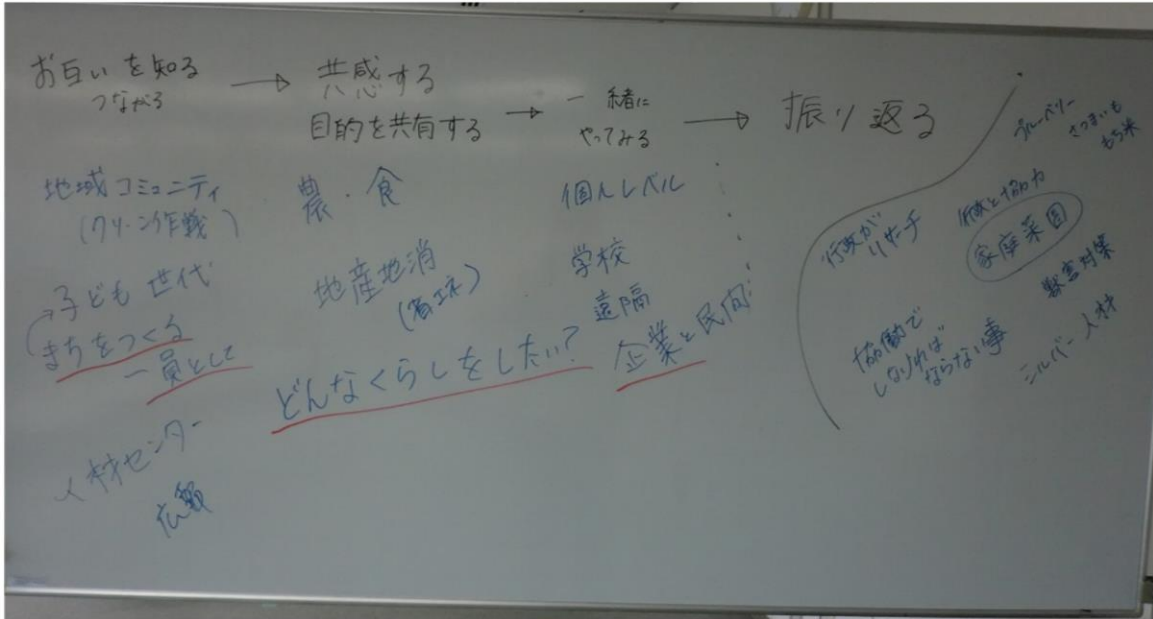 お互いを知る
つながる
→ 共感する
目的を共有する
→ 一緒に
やってみる
→ 振り返る
地域コミュニティ
(クリーン作戦)
→子ども世代
まちをつくる
一員として
人材センター
広報
農・食
地産地消
(省エネ)
どんなくらしをしたい?
個人レベル
学校
遠隔
企業と民間
ブルーベリー
さつまいも
もち米
行政がリサーチ
行政と協力
家庭菜園
獣害対策
シルバー人材
協働で
しなければ
ならない事